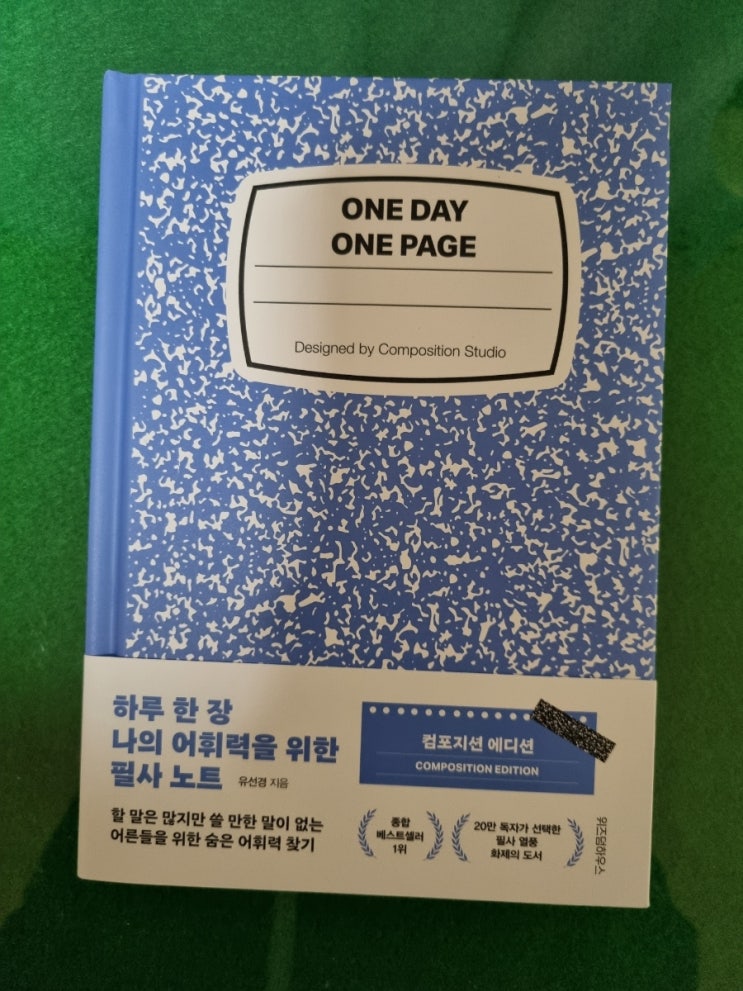 ONE DAY
ONE PAGE
Designed by Composition Studio
하루 한 장
나의 어휘력을 위한
필사 노트 유선경 지음
할 말은 많지만 쓸 만한 말이 없는
어른들을 위한 숨은 어휘력 찾기
컴포지션 에디션
COMPOSITION EDITION
종합
베스트셀러
1위
20만 독자가 선택한
필사 열풍
화제의 도서
위즈덤하우스